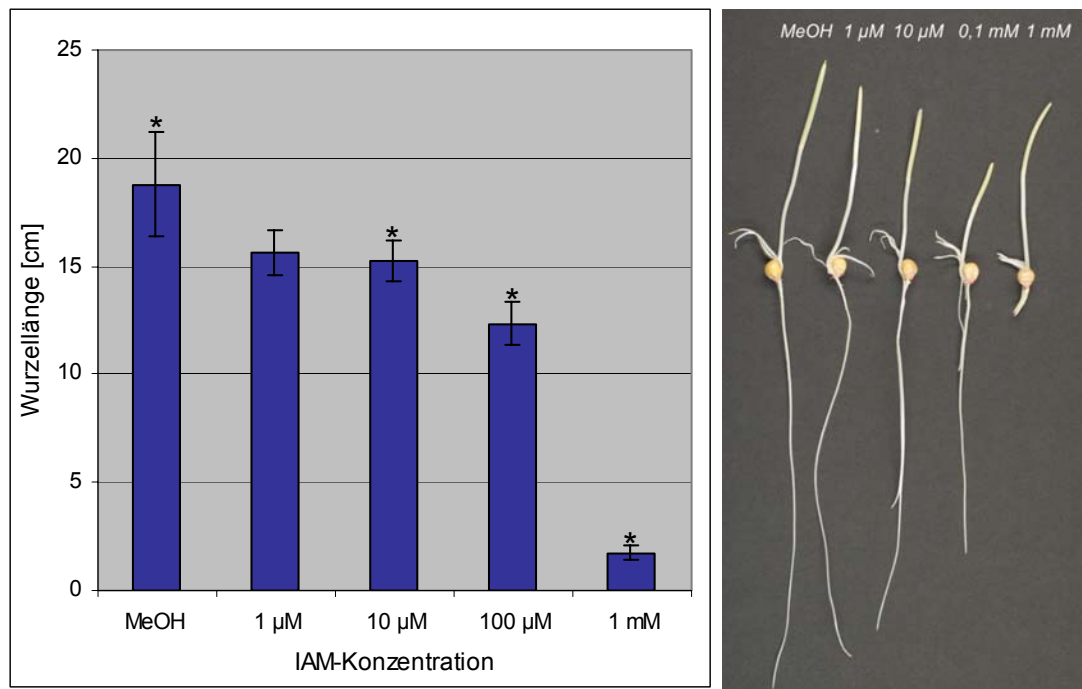 Wurzellänge [cm]
25
20
15
10
5
0
*
*
*
*
MeOH 1 µM 10 µM 100 µM 1 mM
IAM-Konzentration
MeOH 1 µM 10 µM 0,1 mM 1 mM